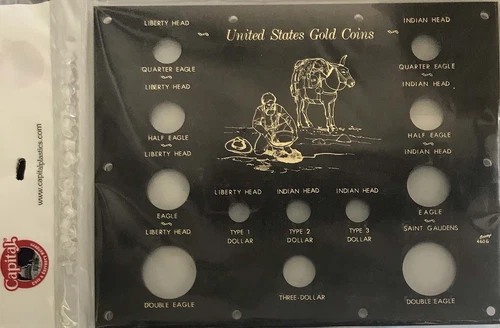 United States Gold Coins
LIBERTY HEAD
QUARTER EAGLE
LIBERTY HEAD
HALF EAGLE
LIBERTY HEAD
EAGLE
LIBERTY HEAD
DOUBLE EAGLE
INDIAN HEAD
QUARTER EAGLE
INDIAN HEAD
HALF EAGLE
INDIAN HEAD
EAGLE
SAINT GAUDENS
DOUBLE EAGLE
LIBERTY HEAD
TYPE 1
DOLLAR
INDIAN HEAD
TYPE 2
DOLLAR
INDIAN HEAD
TYPE 3
DOLLAR
THREE-DOLLAR
www.capitalplastics.com
Capital